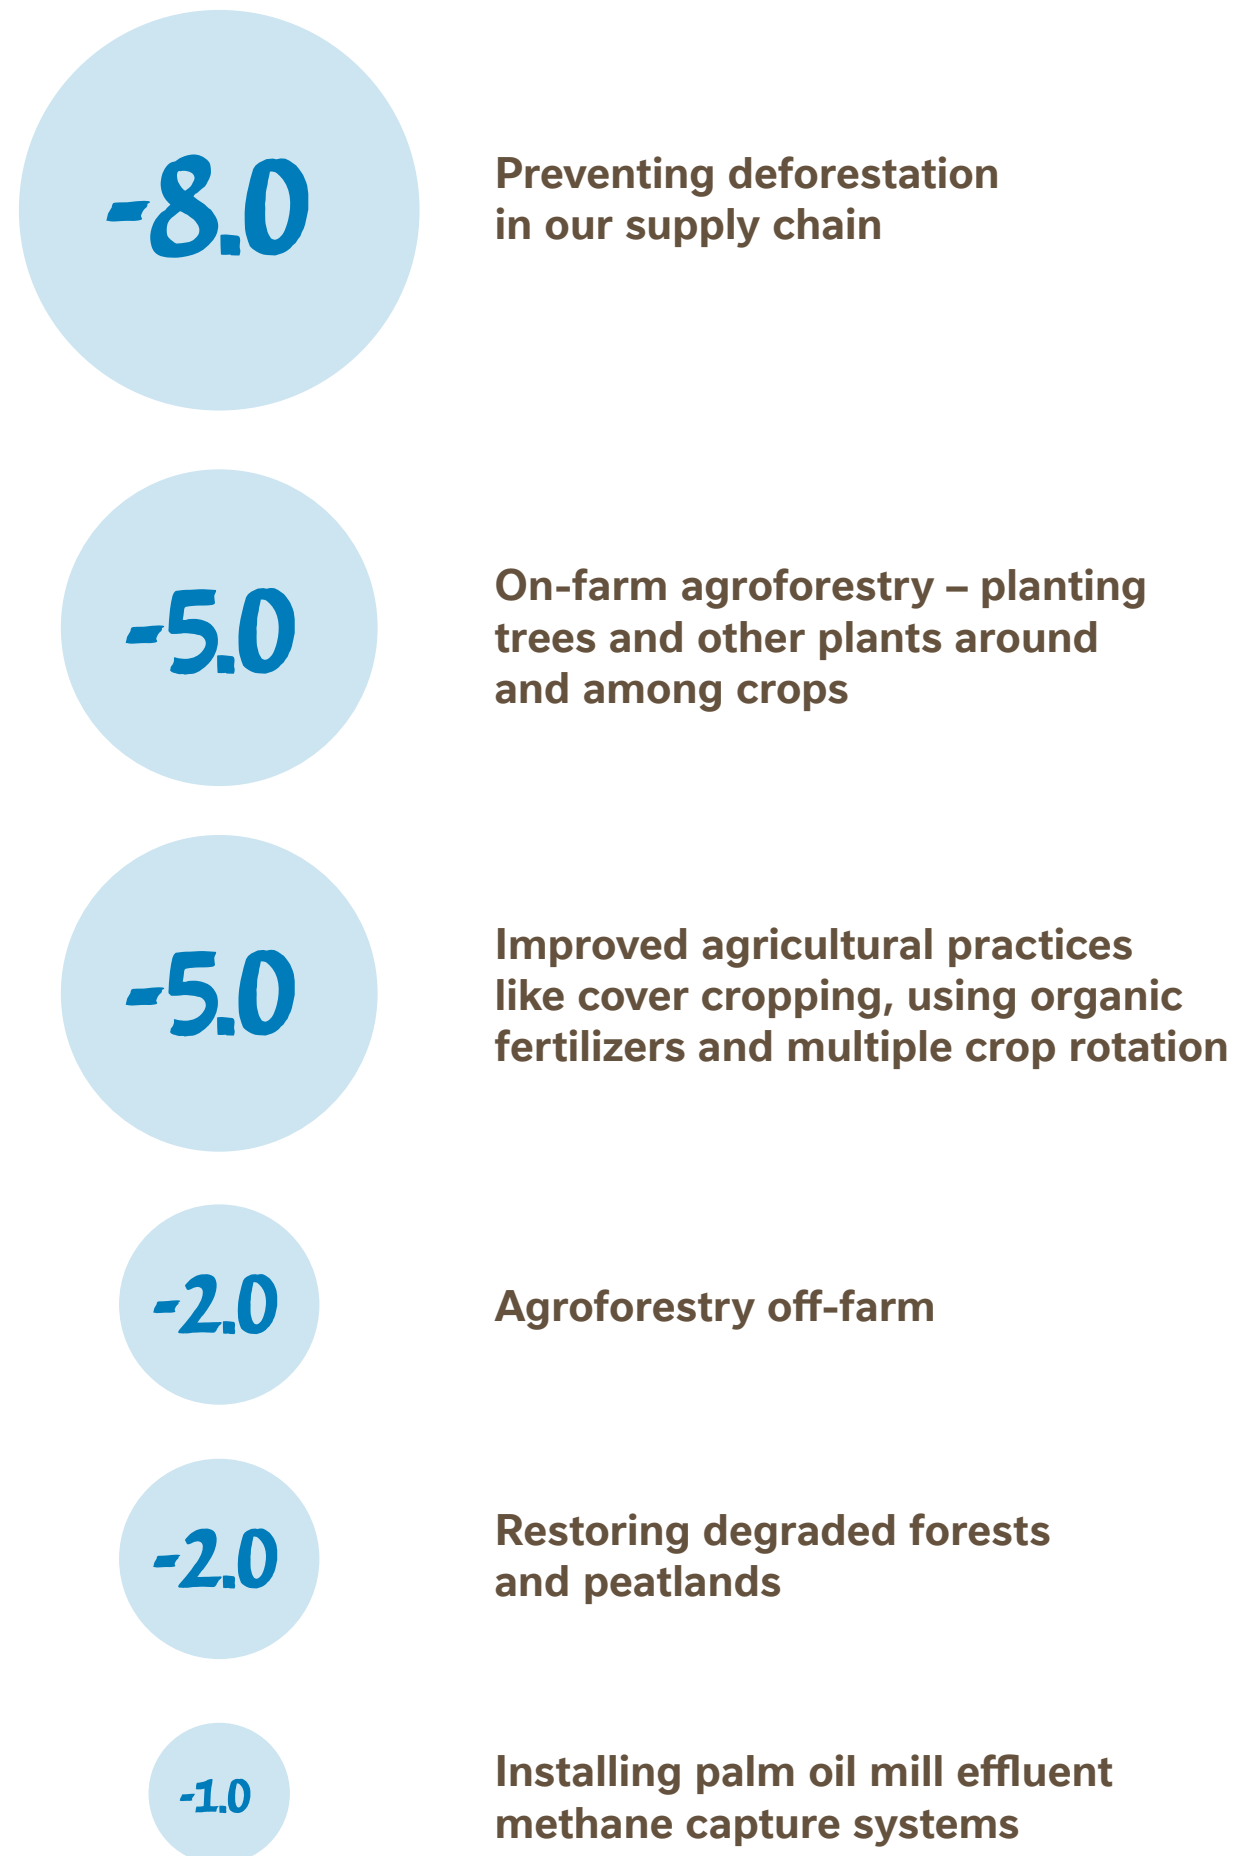 -8.0
Preventing deforestation
in our supply chain
-5.0
On-farm agroforestry – planting
trees and other plants around
and among crops
-5.0
Improved agricultural practices
like cover cropping, using organic
fertilizers and multiple crop rotation
-2.0
Agroforestry off-farm
-2.0
Restoring degraded forests
and peatlands
-1.0
Installing palm oil mill effluent
methane capture systems